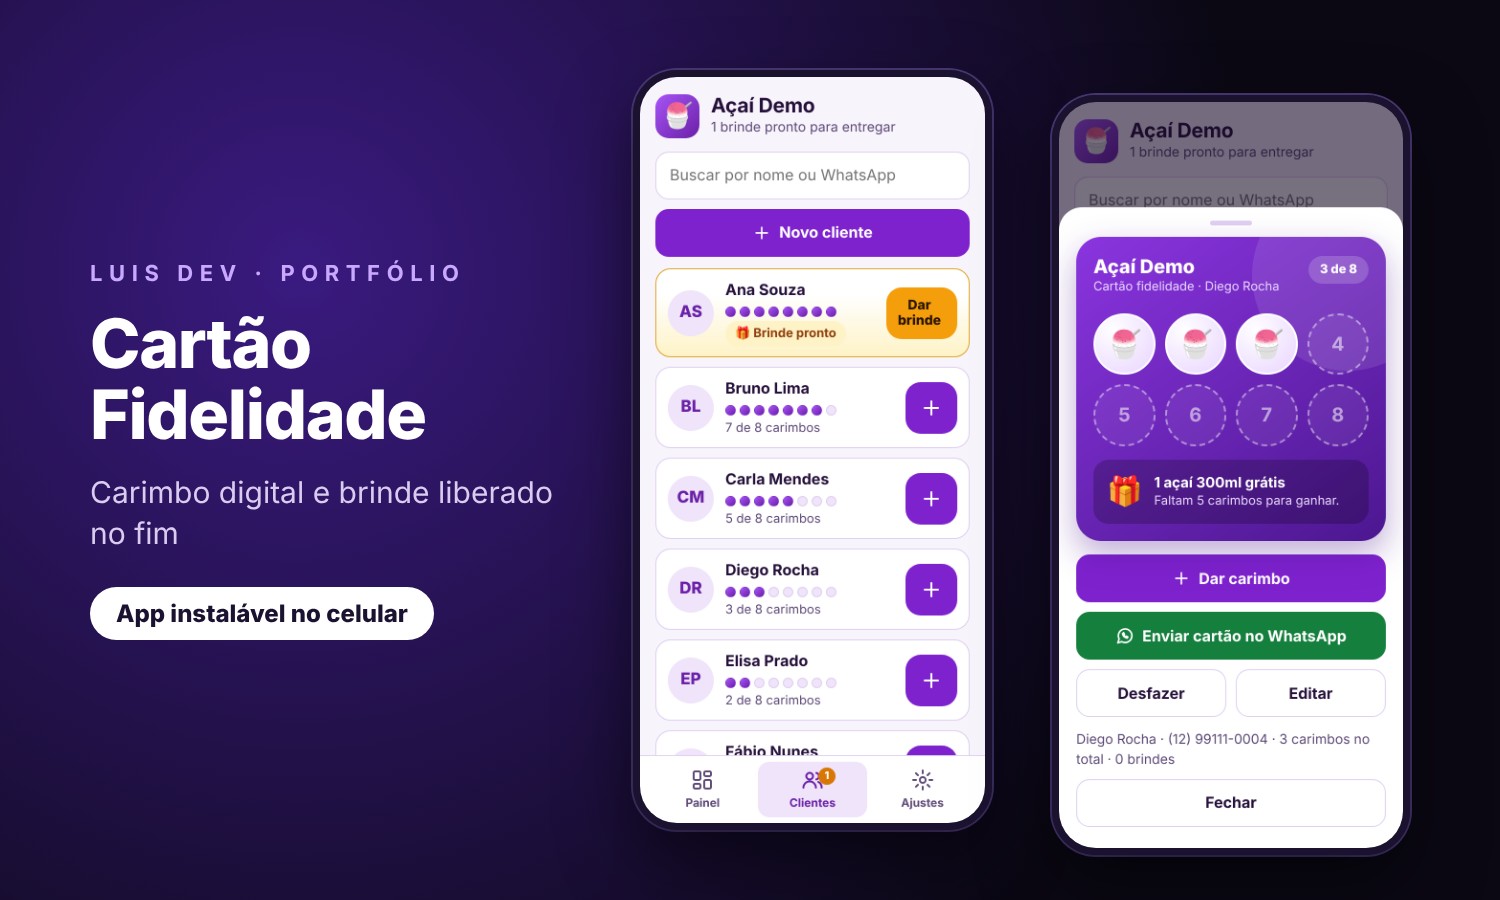 LUIS DEV · PORTFÓLIO
Cartão
Fidelidade
Carimbo digital e brinde liberado
no fim
App instalável no celular
Açaí Demo
1 brinde pronto para entregar
Buscar por nome ou WhatsApp
+ Novo cliente
AS
Ana Souza
🎁 Brinde pronto
Dar
brinde
BL
Bruno Lima
7 de 8 carimbos
+
CM
Carla Mendes
5 de 8 carimbos
+
DR
Diego Rocha
3 de 8 carimbos
+
EP
Elisa Prado
2 de 8 carimbos
+
Fábio Nunes
Painel
1
Clientes
Ajustes
Açaí Demo
1 brinde pronto para entregar
Buscar por nome ou WhatsApp
Açaí Demo
3 de 8
Cartão fidelidade · Diego Rocha
4
5 6 7 8
1 açaí 300ml grátis
Faltam 5 carimbos para ganhar.
+ Dar carimbo
Enviar cartão no WhatsApp
Desfazer
Editar
Diego Rocha · (12) 99111-0004 · 3 carimbos no
total · 0 brindes
Fechar